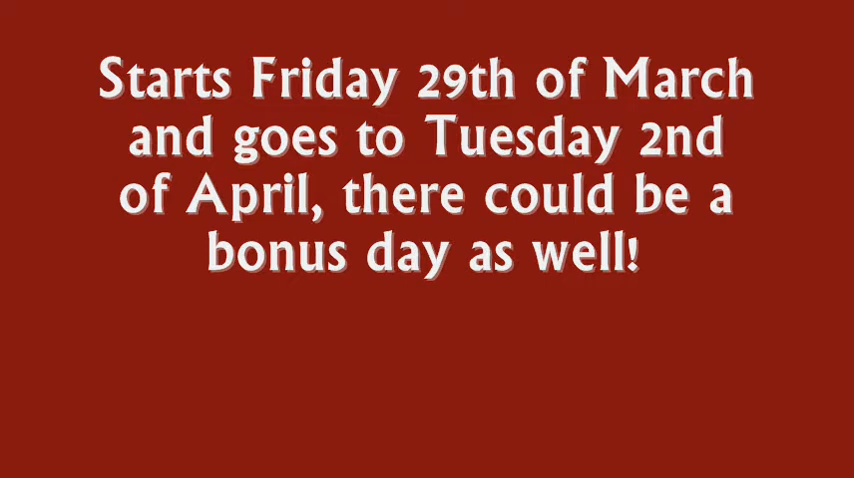 Starts Friday 29th of March
and goes to Tuesday 2nd
of April, there could be a
bonus day as well!